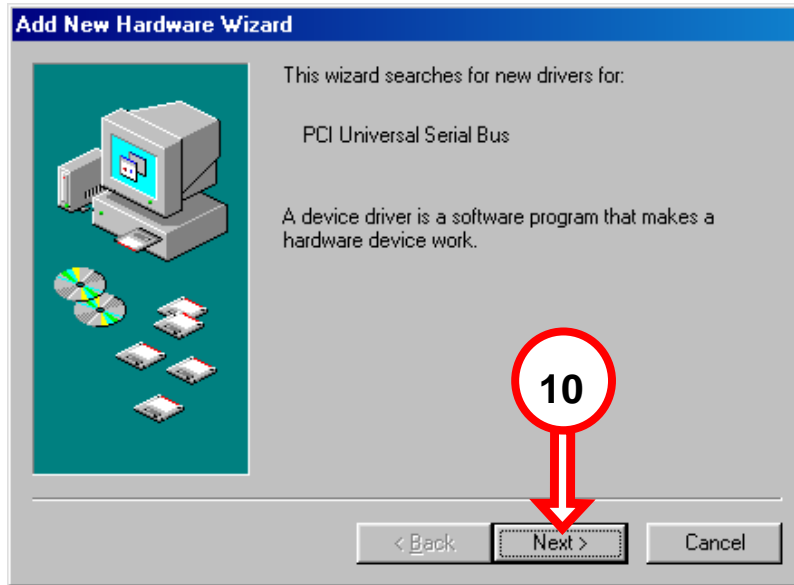 Add New Hardware Wizard
This wizard searches for new drivers for:
PCI Universal Serial Bus
A device driver is a software program that makes a
hardware device work.
10
< Back
Next >
Cancel